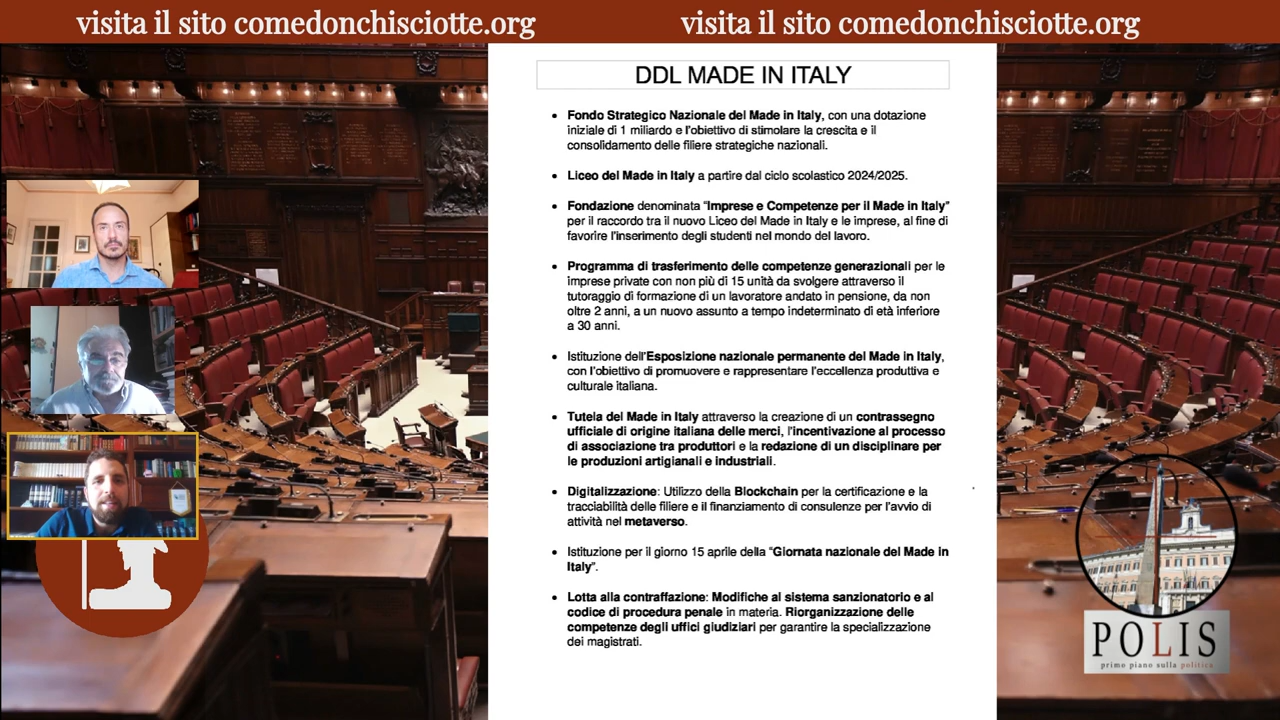 visita il sito comedonchisciotte.org
visita il sito comedonchisciotte.org
DDL MADE IN ITALY
• Fondo Strategico Nazionale del Made in Italy, con una dotazione
iniziale di 1 miliardo e l'obiettivo di stimolare la crescita e il
consolidamento delle filiere strategiche nazionali.
• Liceo del Made in Italy a partire dal ciclo scolastico 2024/2025.
• Fondazione denominata “Imprese e Competenze per il Made in Italy”
per il raccordo tra il nuovo Liceo del Made in Italy e le imprese, al fine di
favorire l'inserimento degli studenti nel mondo del lavoro.
• Programma di trasferimento delle competenze generazionali per le
imprese private con non più di 15 unità da svolgere attraverso il
tutoraggio di formazione di un lavoratore andato in pensione, da non
oltre 2 anni, a un nuovo assunto a tempo indeterminato di età inferiore
a 30 anni.
• Istituzione dell'Esposizione nazionale permanente del Made in Italy,
con l'obiettivo di promuovere e rappresentare l'eccellenza produttiva e
culturale italiana.
• Tutela del Made in Italy attraverso la creazione di un contrassegno
ufficiale di origine italiana delle merci, l'incentivazione al processo
di associazione tra produttori e la redazione di un disciplinare per
le produzioni artigianali e industriali.
• Digitalizzazione: Utilizzo della Blockchain per la certificazione e la
tracciabilità delle filiere e il finanziamento di consulenze per l'avvio di
attività nel metaverso.
• Istituzione per il giorno 15 aprile della “Giornata nazionale del Made in
Italy”.
• Lotta alla contraffazione: Modifiche al sistema sanzionatorio e al
codice di procedura penale in materia. Riorganizzazione delle
competenze degli uffici giudiziari per garantire la specializzazione
dei magistrati.
POLIS
primo piano sulla politica